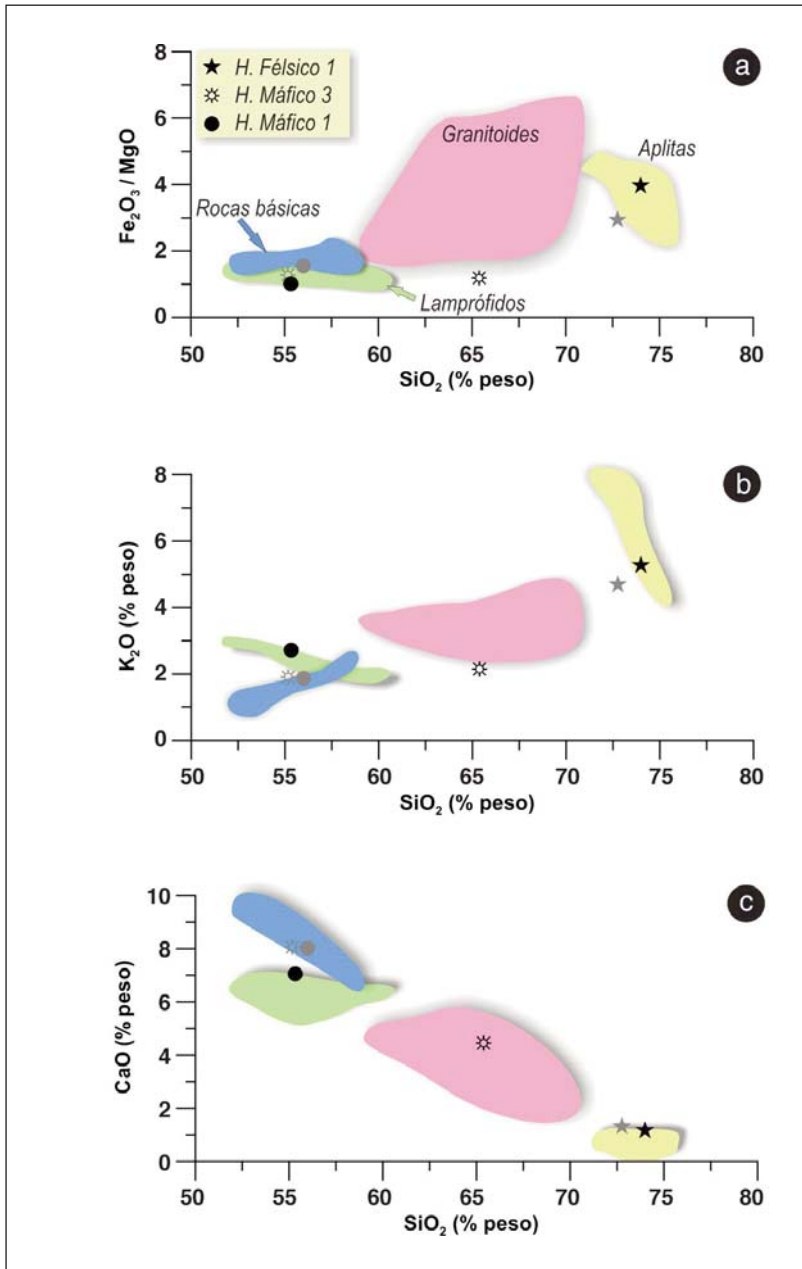 a
H. Félsico 1
H. Máfico 3
H. Máfico 1
Granitoides
Aplitas
Rocas básicas
Lamprófidos
Fe2O3 / MgO
8
6
4
2
0
50 55 60 65 70 75 80
SiO2 (% peso)
b
K2O (% peso)
8
6
4
2
0
50 55 60 65 70 75 80
SiO2 (% peso)
c
CaO (% peso)
10
8
6
4
2
0
50 55 60 65 70 75 80
SiO2 (% peso)